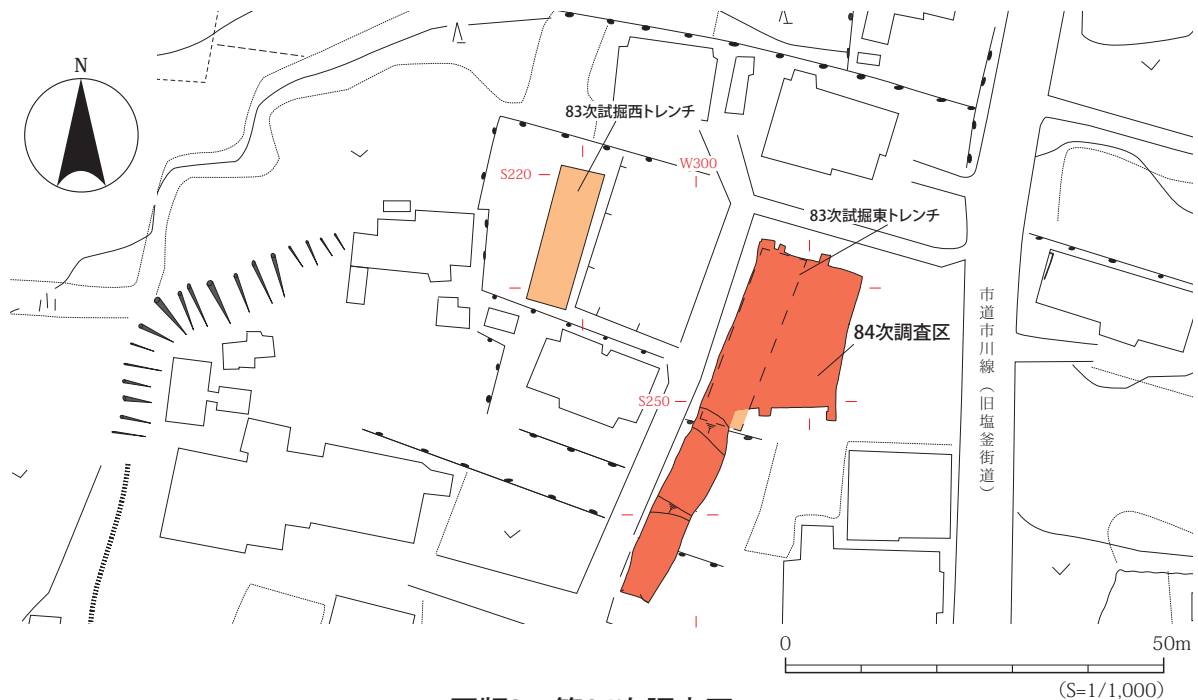 N
83次試掘西トレンチ
S220
W300
83次試掘東トレンチ
84次調査区
S250
市道市川線（旧塩釜街道）
0
50m
(S=1/1,000)